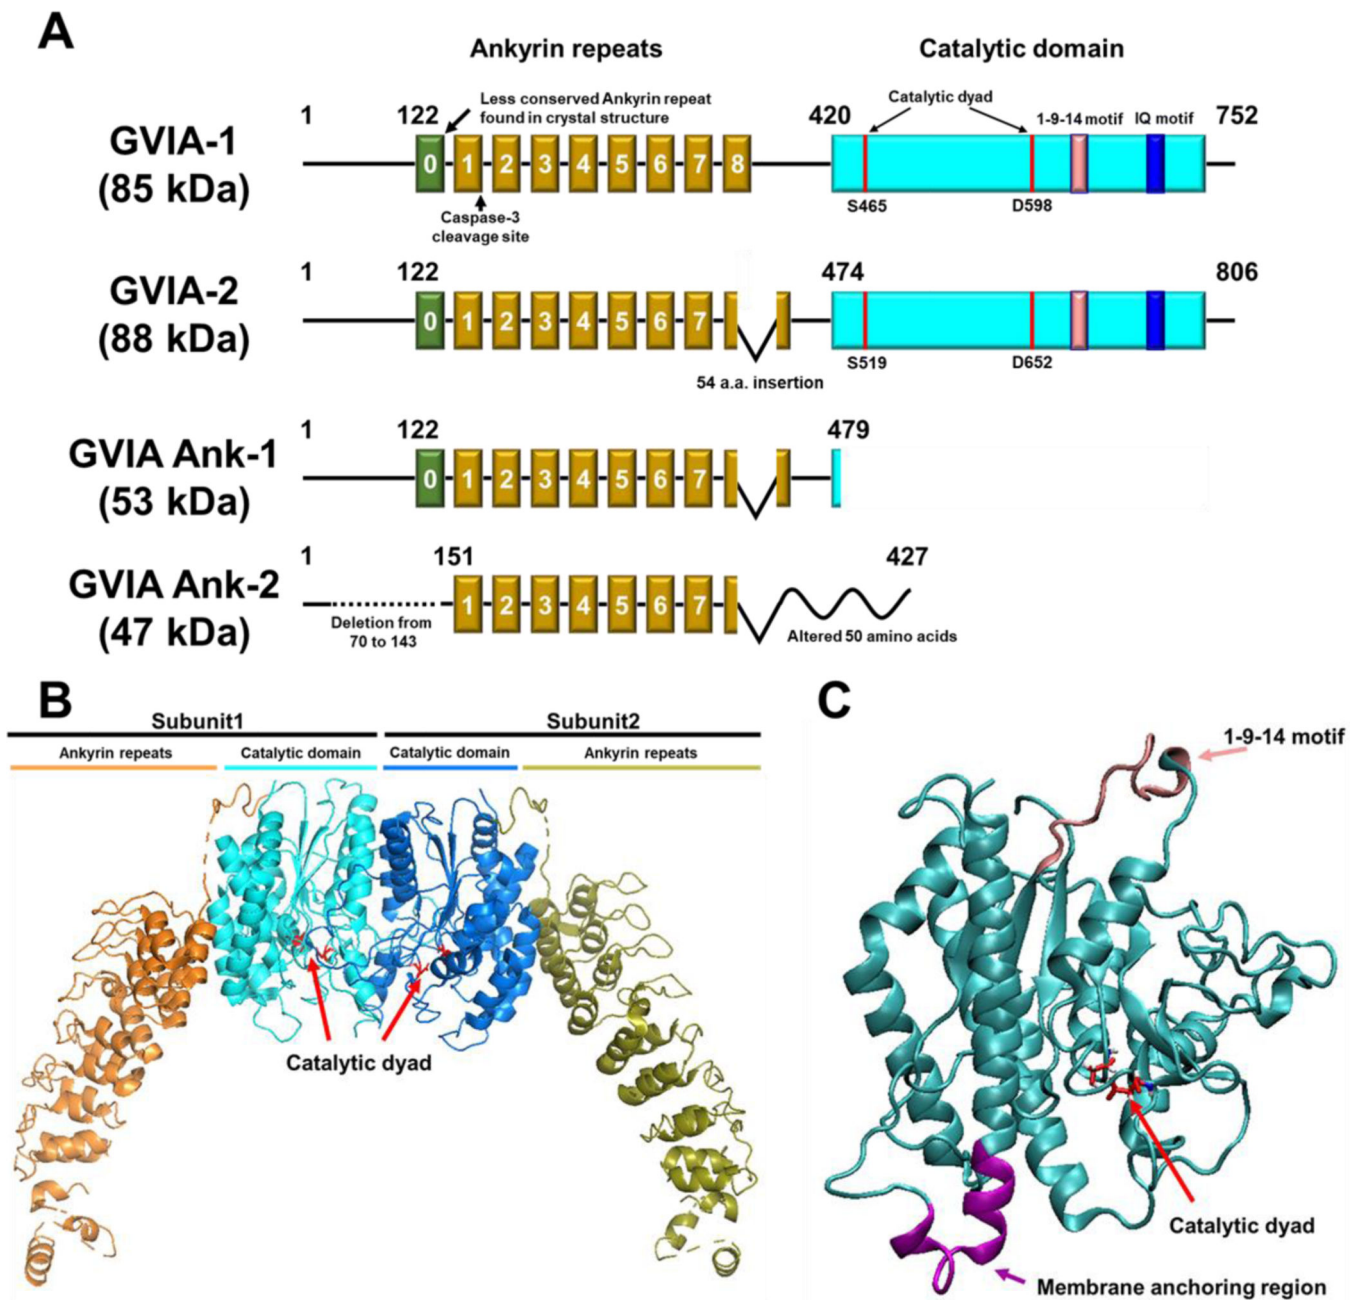 A
Ankyrin repeats
Catalytic domain
GVIA-1
(85 kDa)
1
122
Less conserved Ankyrin repeat
found in crystal structure
420
Catalytic dyad
1-9-14 motif
IQ motif
752
0 1 2 3 4 5 6 7 8
Caspase-3
cleavage site
S465
D598
GVIA-2
(88 kDa)
1
122
474
806
0 1 2 3 4 5 6 7
54 a.a. insertion
S519
D652
GVIA Ank-1
(53 kDa)
1
122
479
0 1 2 3 4 5 6 7
GVIA Ank-2
(47 kDa)
1
151
427
1 2 3 4 5 6 7
Deletion from
70 to 143
Altered 50 amino acids
B
Subunit1
Subunit2
Ankyrin repeats
Catalytic domain
Catalytic domain
Ankyrin repeats
Catalytic dyad
C
1-9-14 motif
Catalytic dyad
Membrane anchoring region